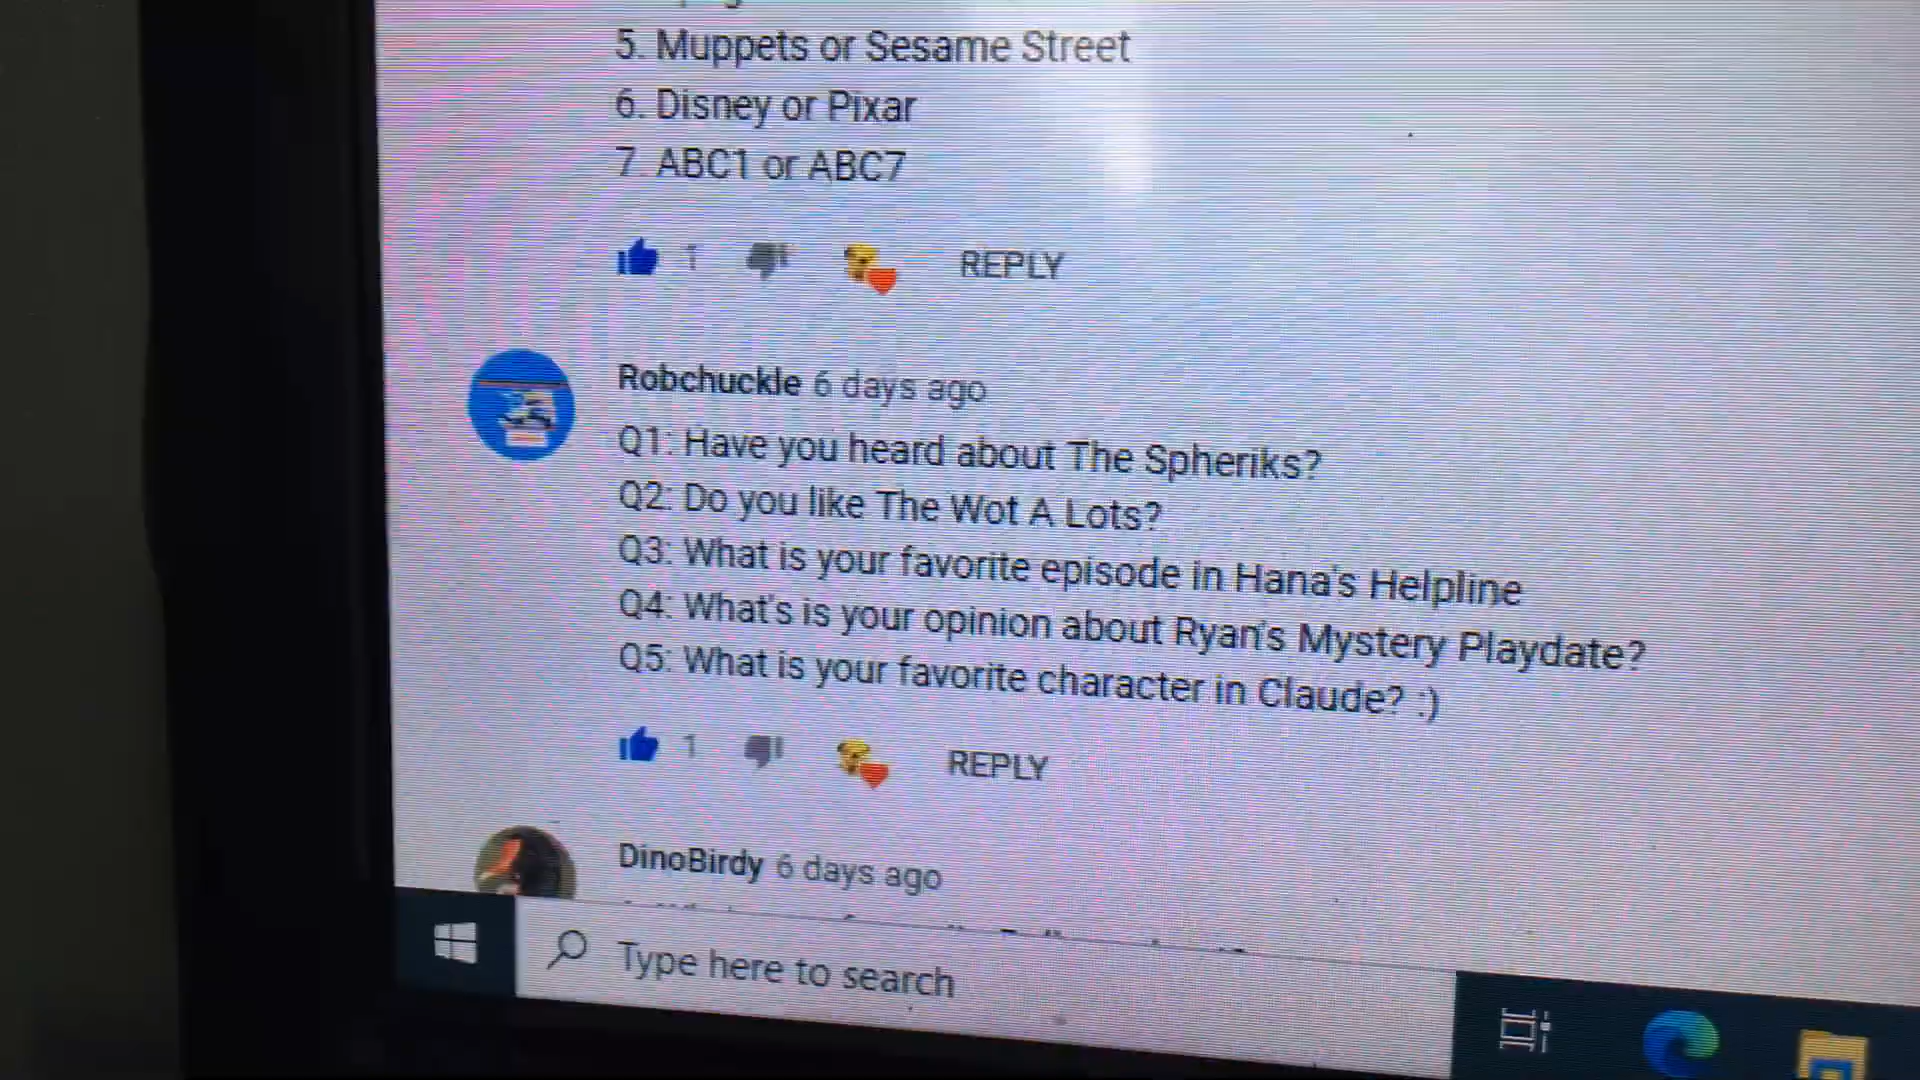 5. Muppets or Sesame Street
6. Disney or Pixar
7. ABC1 or ABC7
1 REPLY
Robchuckle 6 days ago
Q1: Have you heard about The Spheriks?
Q2: Do you like The Wot A Lots?
Q3: What is your favorite episode in Hana's Helpline
Q4: What's is your opinion about Ryan's Mystery Playdate?
Q5: What is your favorite character in Claude? :)
1 REPLY
DinoBirdy 6 days ago
Type here to search